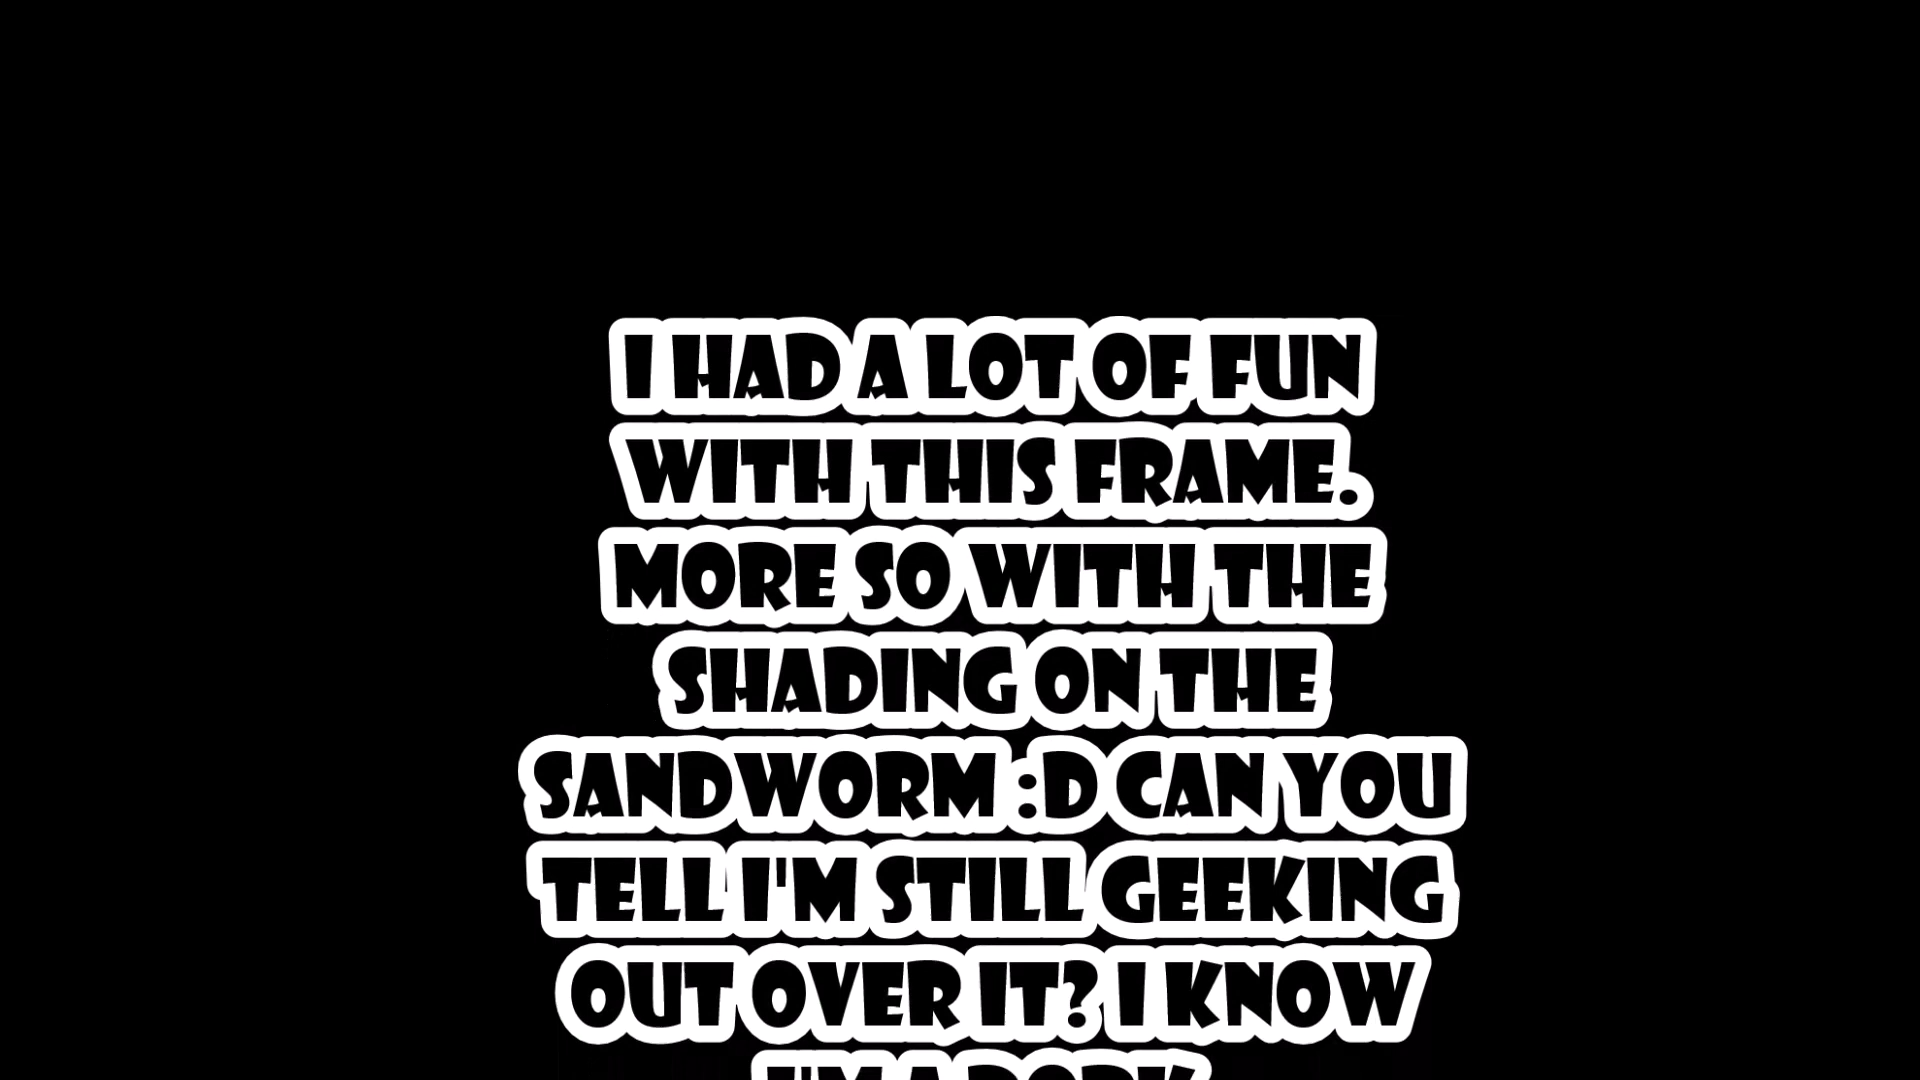 I HAD A LOT OF FUN
WITH THIS FRAME.
MORE SO WITH THE
SHADING ON THE
SANDWORM :D CAN YOU
TELL I'M STILL GEEKING
OUT OVER IT? I KNOW
I'M A DORK